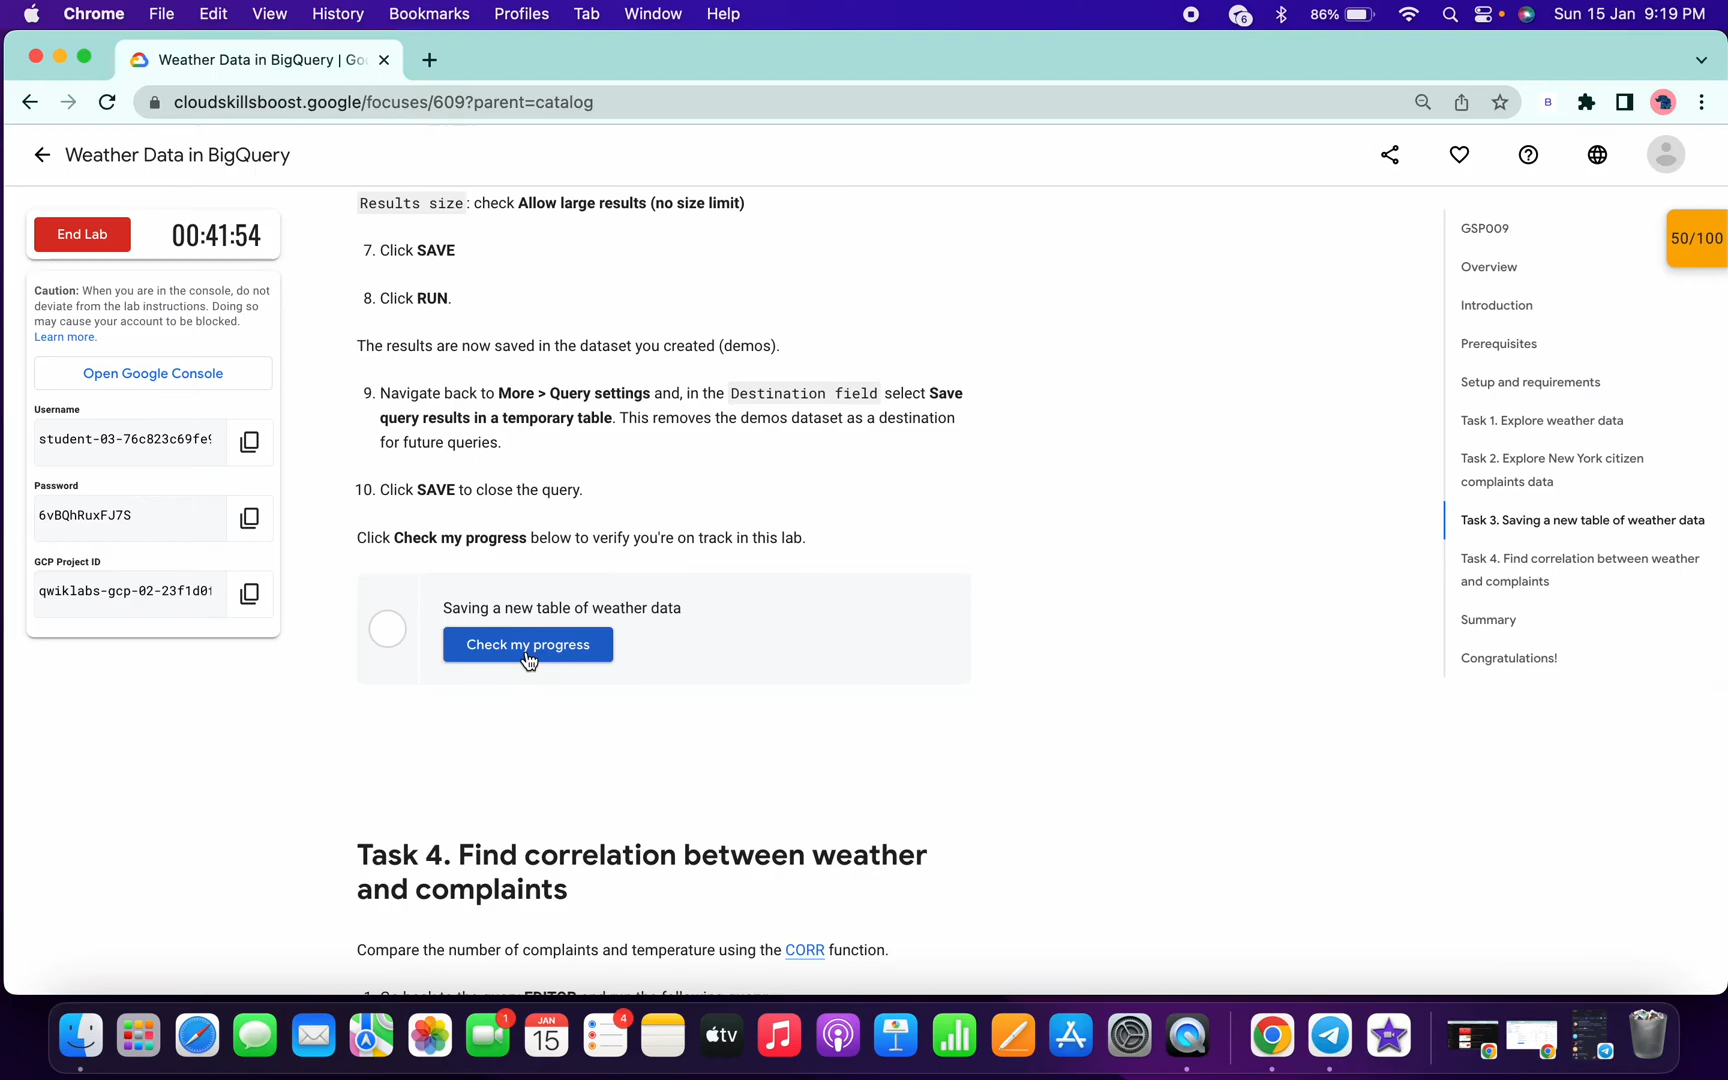 Chrome File Edit View History Bookmarks Profiles Tab Window Help 6 86% Sun 15 Jan 9:19 PM
Weather Data in BigQuery | Go
cloudskillsboost.google/focuses/609?parent=catalog B
Weather Data in BigQuery
End Lab 00:41:54
Caution: When you are in the console, do not
deviate from the lab instructions. Doing so
may cause your account to be blocked.
Learn more.
Open Google Console
Username
student-03-76c823c69fe
Password
6vBQhRuxFJ7S
GCP Project ID
qwiklabs-gcp-02-23f1d0
Results size: check Allow large results (no size limit)
7. Click SAVE
8. Click RUN.
The results are now saved in the dataset you created (demos).
9. Navigate back to More > Query settings and, in the Destination field select Save
query results in a temporary table. This removes the demos dataset as a destination
for future queries.
10. Click SAVE to close the query.
Click Check my progress below to verify you're on track in this lab.
Saving a new table of weather data
Check my progress
Task 4. Find correlation between weather
and complaints
Compare the number of complaints and temperature using the CORR function.
GSP009
Overview
Introduction
Prerequisites
Setup and requirements
Task 1. Explore weather data
Task 2. Explore New York citizen
complaints data
Task 3. Saving a new table of weather data
Task 4. Find correlation between weather
and complaints
Summary
Congratulations!
50/100
1
JAN
15
4
tv